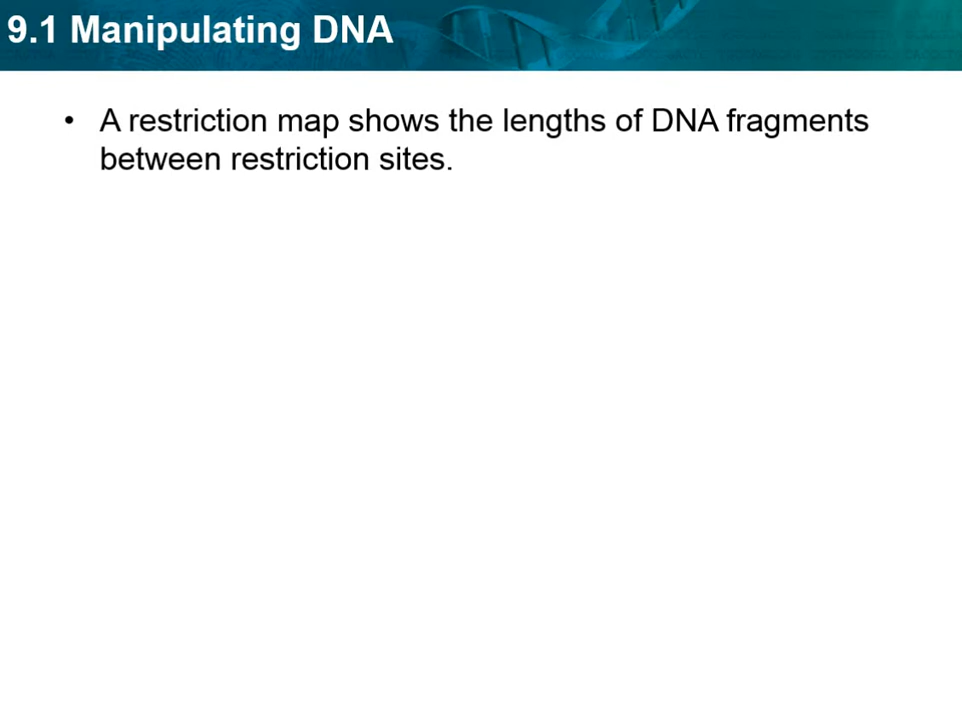 9.1 Manipulating DNA
• A restriction map shows the lengths of DNA fragments
between restriction sites.